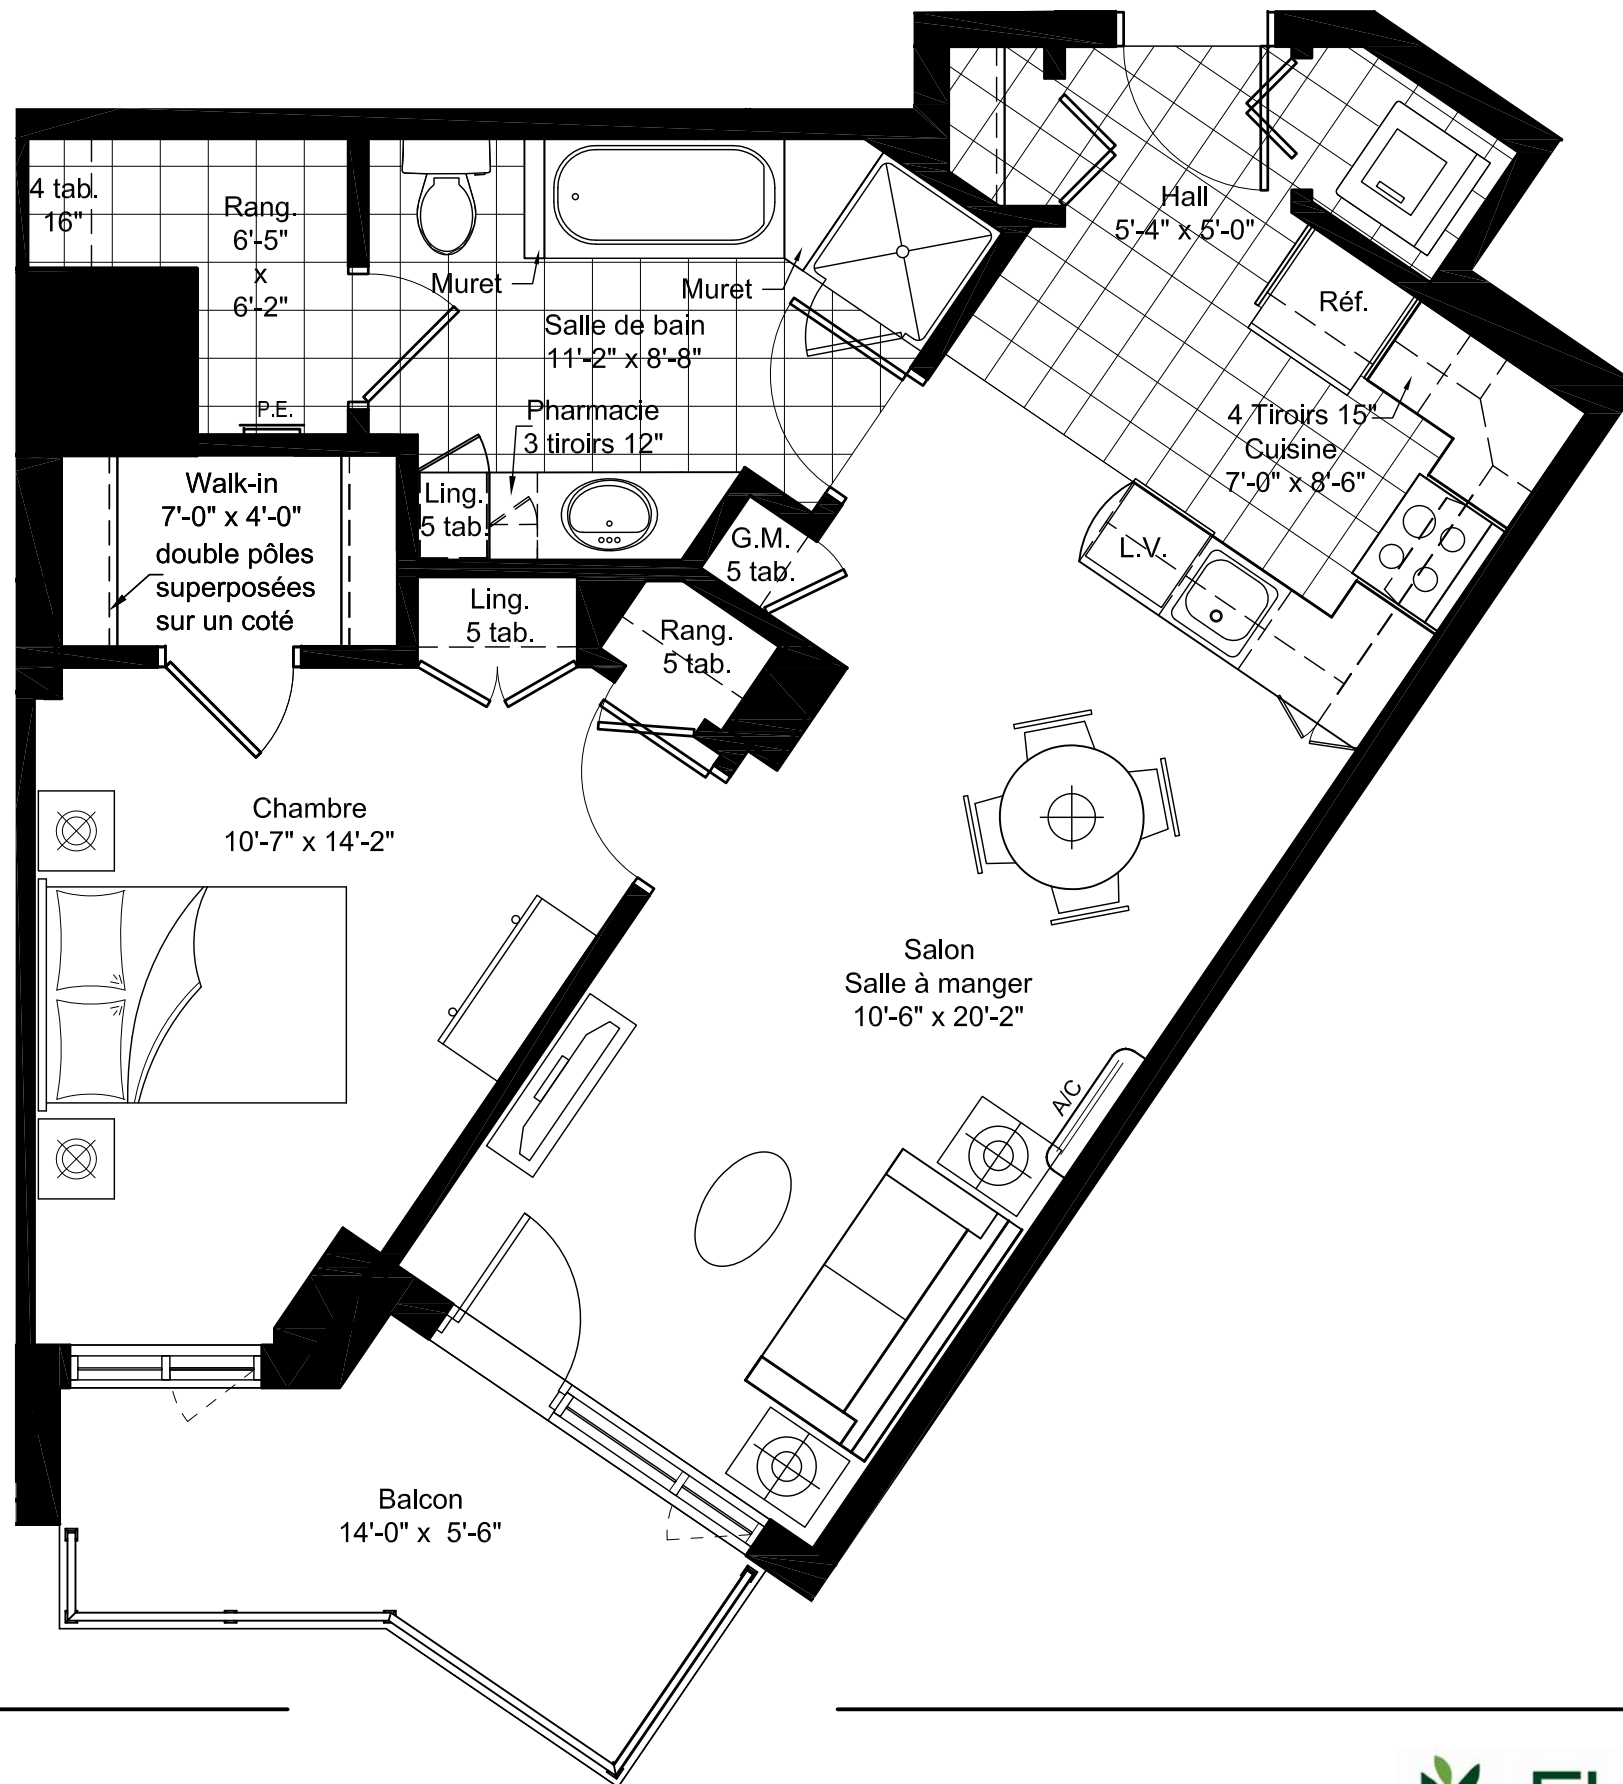 4 tab.
16"
Rang.
6'-5"
x
6'-2"
Muret
Muret
Salle de bain
11'-2" x 8'-8"
Hall
5'-4" x 5'-0"
Réf.
P.E.
Pharmacie
3 tiroirs 12"
4 Tiroirs 15"
Cuisine
7'-0" x 8'-6"
Walk-in
7'-0" x 4'-0"
double pôles
superposées
sur un coté
Ling.
5 tab.
G.M.
5 tab.
L.V.
Ling.
5 tab.
Rang.
5 tab.
Chambre
10'-7" x 14'-2"
Salon
Salle à manger
10'-6" x 20'-2"
A/C
Balcon
14'-0" x 5'-6"